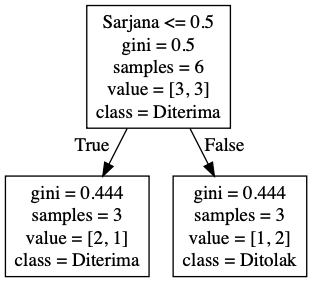 Sarjana <= 0.5
gini = 0.5
samples = 6
value = [3, 3]
class = Diterima
True
False
gini = 0.444
samples = 3
value = [2, 1]
class = Diterima
gini = 0.444
samples = 3
value = [1, 2]
class = Ditolak